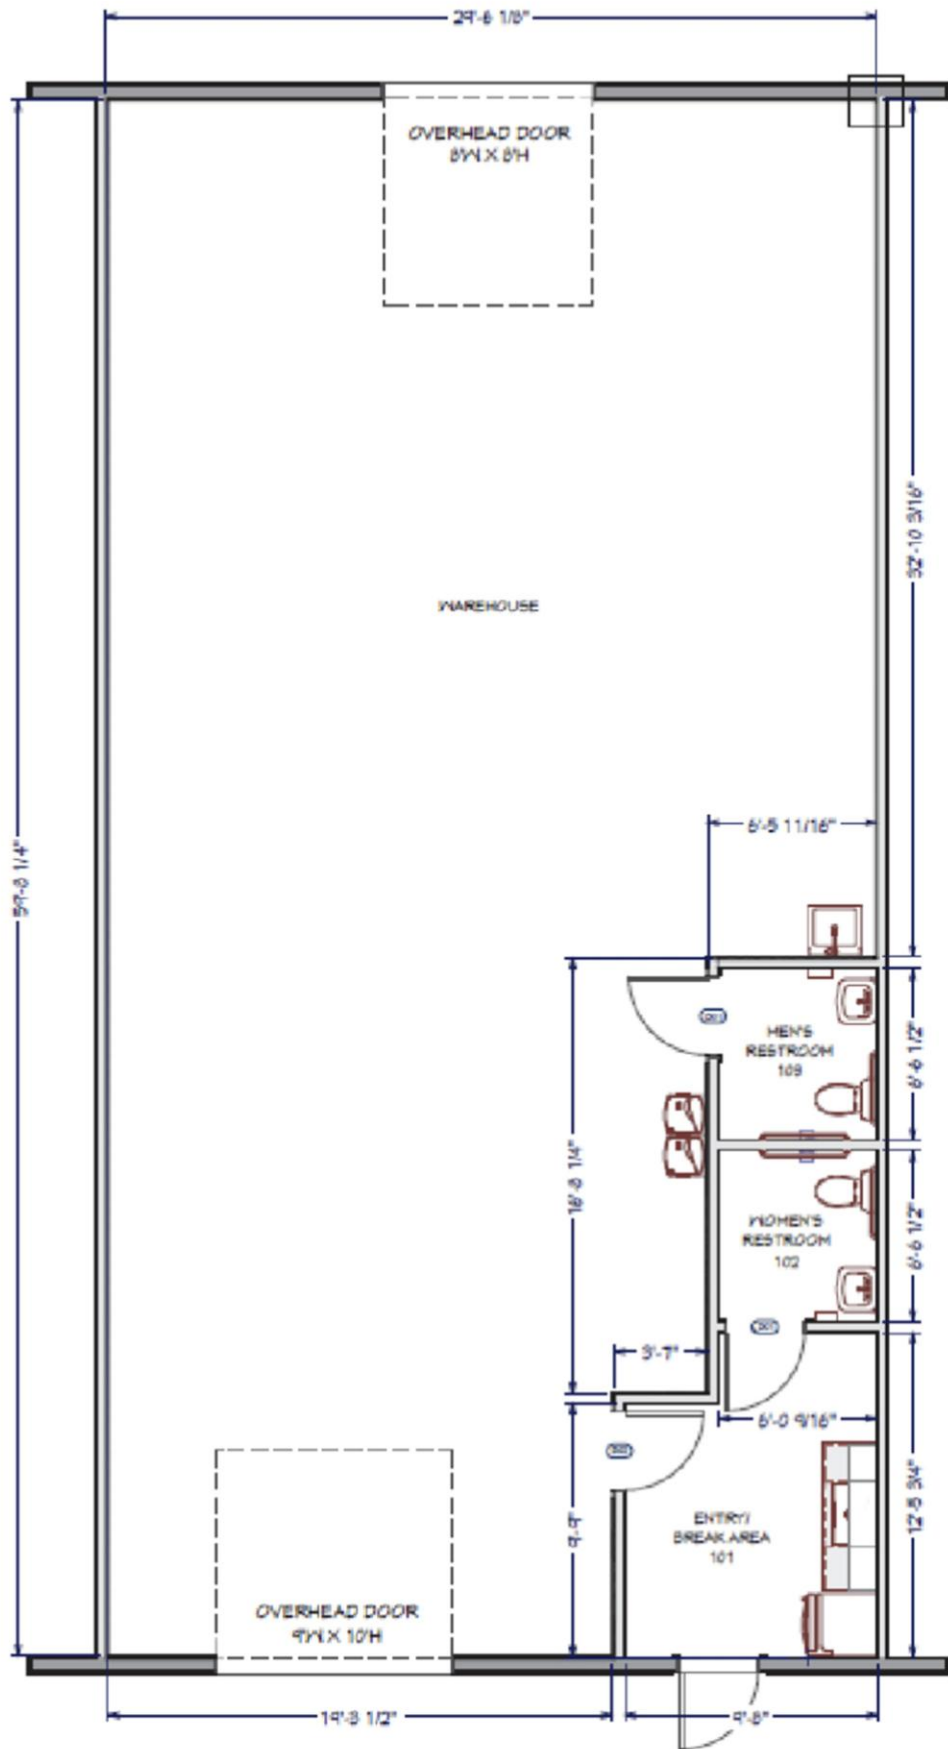 29'-6 1/8"
OVERHEAD DOOR
8'W X 8'H
32'-10 3/16"
WAREHOUSE
6'-5 11/16"
59'-8 1/4"
MEN'S
RESTROOM
103
6'-6 1/2"
16'-8 1/4"
WOMEN'S
RESTROOM
102
6'-6 1/2"
3'-7"
6'-0 9/16"
12'-5 3/4"
ENTRY/
BREAK AREA
101
9'-9"
OVERHEAD DOOR
9'W X 10'H
19'-3 1/2"
9'-8"